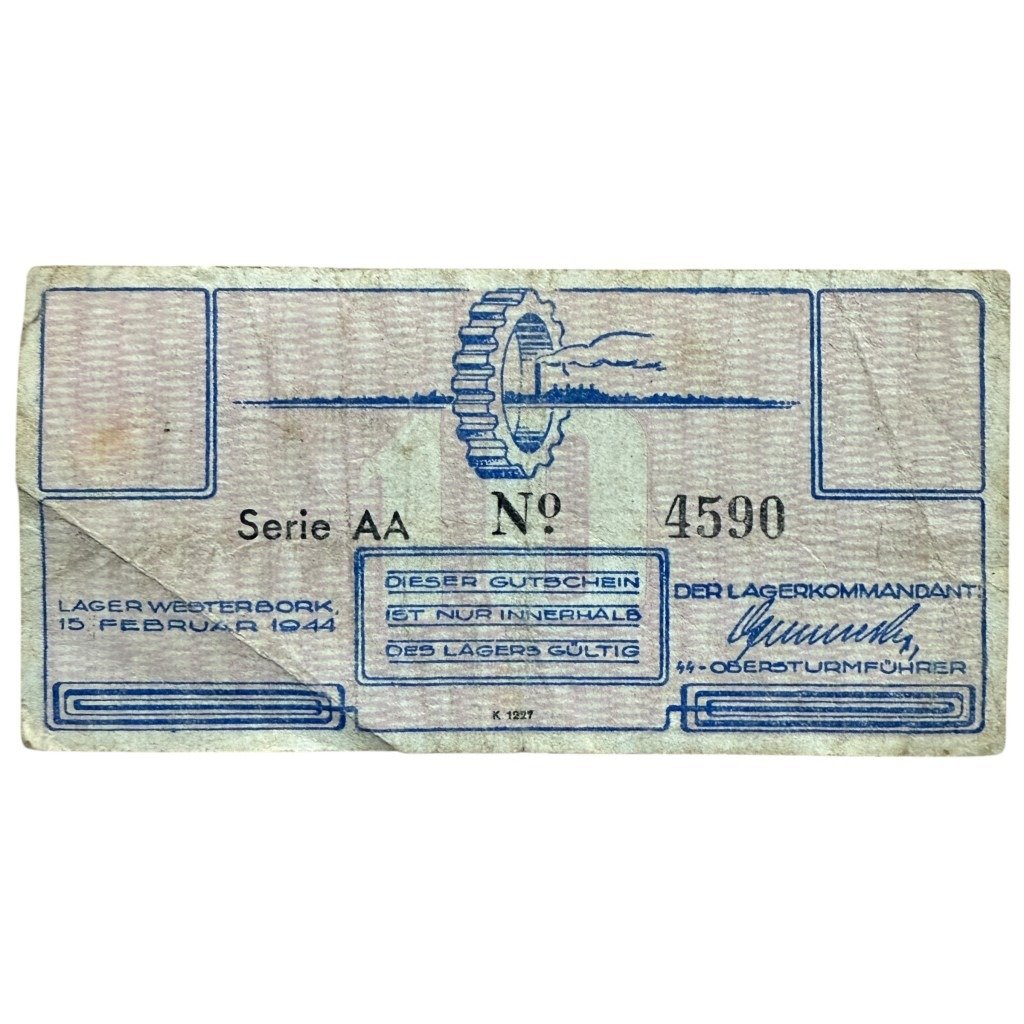 10
Serie AA Nº 4590
DIESER GUTSCHEIN
IST NUR INNERHALB
DES LAGERS GÜLTIG
LAGER WESTERBORK,
15 FEBRUAR 1944
DER LAGERKOMMANDANT:
SS-OBERSTURMFÜHRER
K 1227